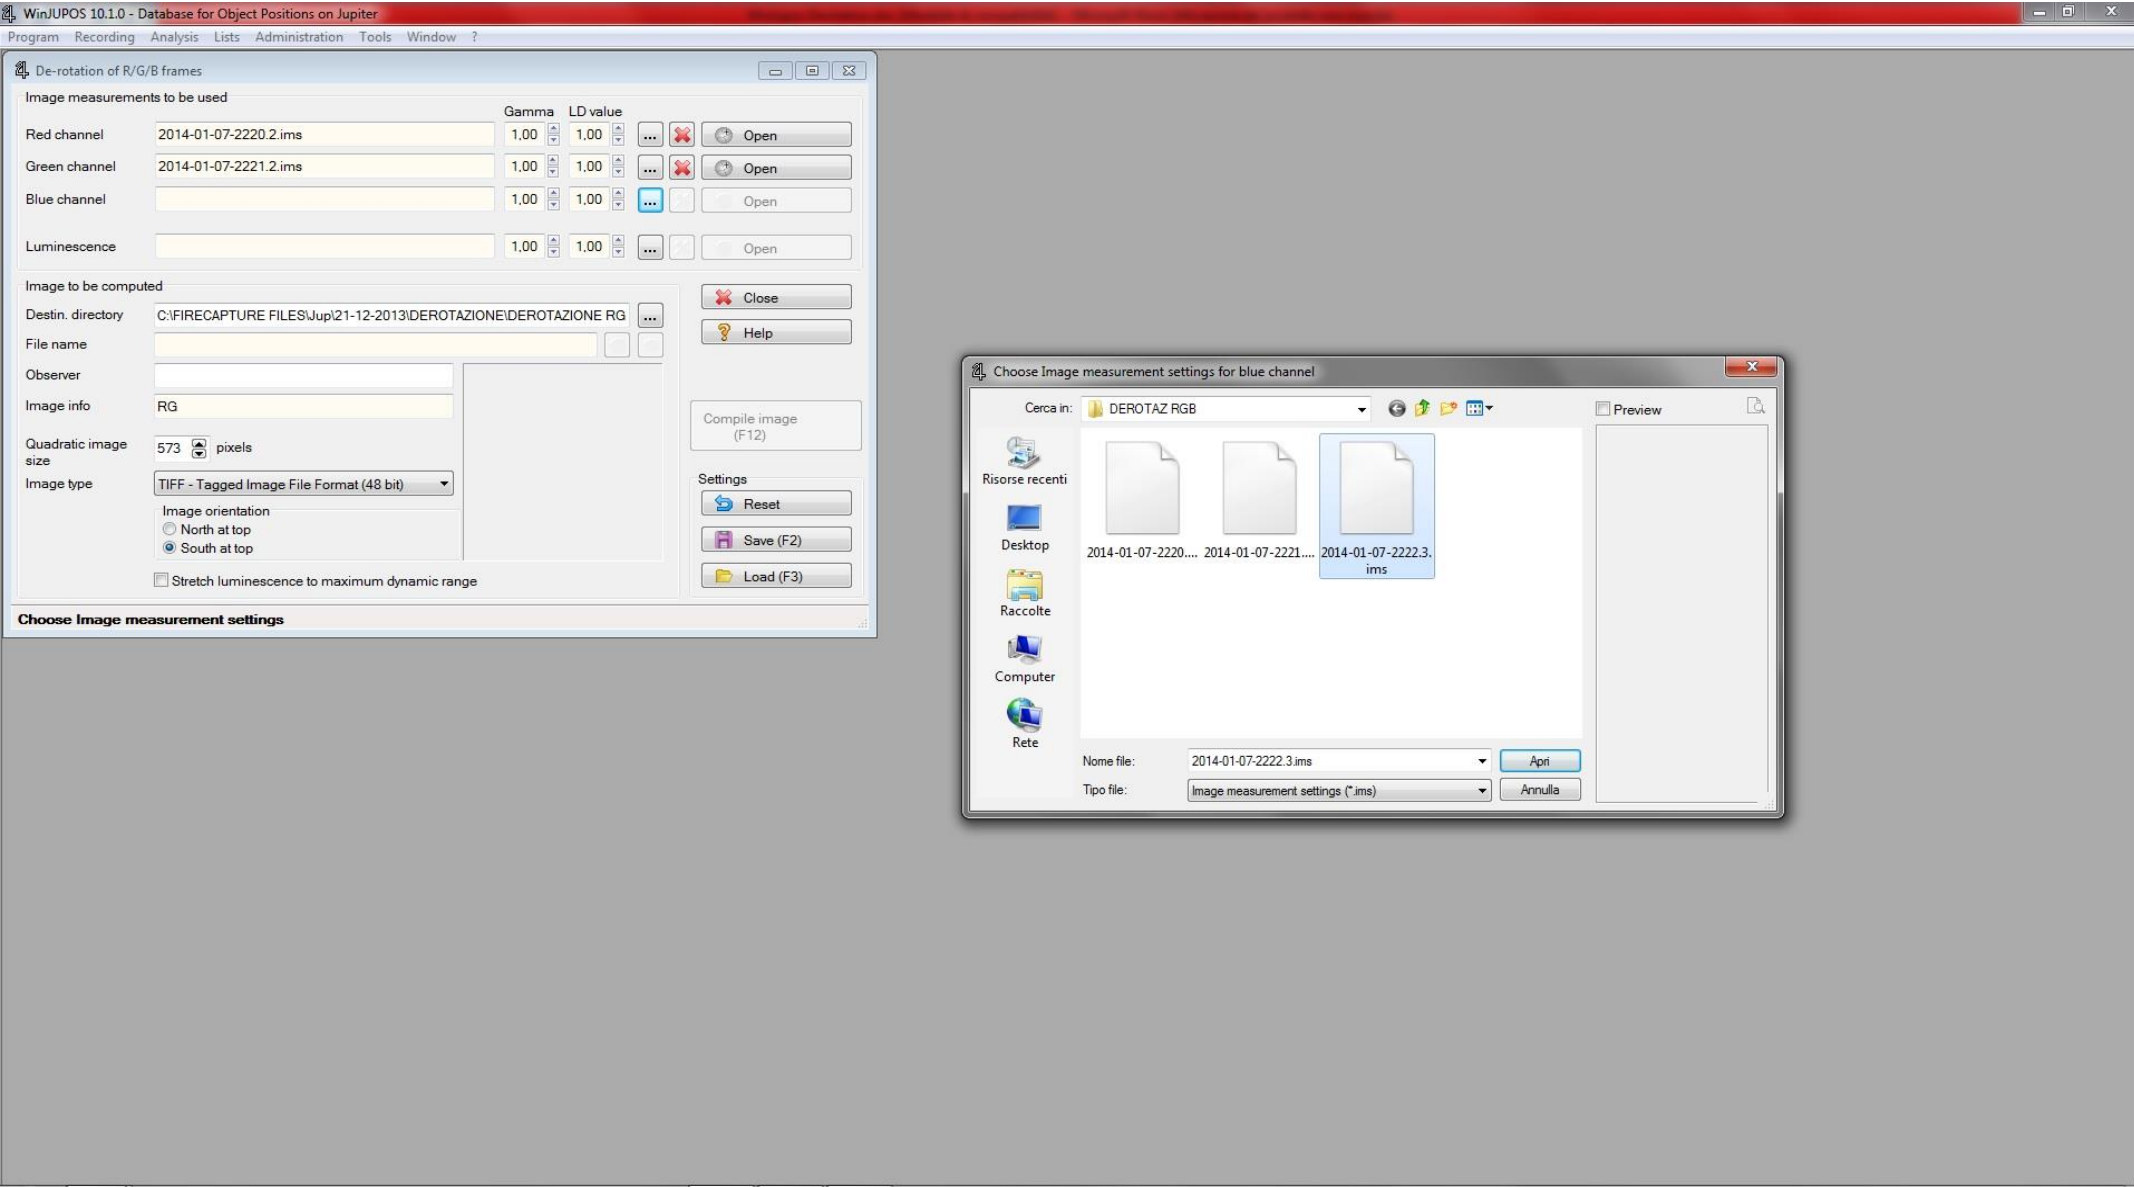 WinJUPOS 10.1.0 - Database for Object Positions on Jupiter
Program Recording Analysis Lists Administration Tools Window ?
De-rotation of R/G/B frames
Image measurements to be used
Gamma LD value
Red channel 2014-01-07-2220.2.ims 1,00 1,00 ... Open
Green channel 2014-01-07-2221.2.ims 1,00 1,00 ... Open
Blue channel 1,00 1,00 ... Open
Luminescence 1,00 1,00 ... Open
Image to be computed
Destin. directory C:\FIRECAPTURE FILES\Jup\21-12-2013\DEROTAZIONE\DEROTAZIONE RG ...
File name
Observer
Image info RG
Quadratic image size 573 pixels
Image type TIFF - Tagged Image File Format (48 bit)
Image orientation
North at top
South at top
Stretch luminescence to maximum dynamic range
Close
Help
Compile image
(F12)
Settings
Reset
Save (F2)
Load (F3)
Choose Image measurement settings
Choose Image measurement settings for blue channel
Cerca in: DEROTAZ RGB
Preview
Risorse recenti
Desktop
Raccolte
Computer
Rete
2014-01-07-2220.... 2014-01-07-2221.... 2014-01-07-2222.3.
ims
Nome file: 2014-01-07-2222.3.ims Apri
Tipo file: Image measurement settings (*.ims) Annulla